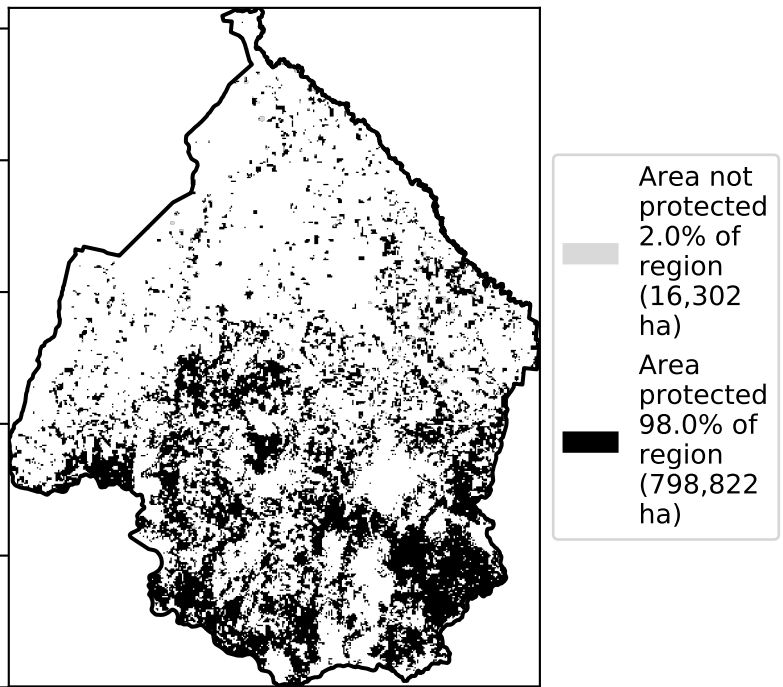 Area not
protected
2.0% of
region
(16,302
ha)
Area
protected
98.0% of
region
(798,822
ha)